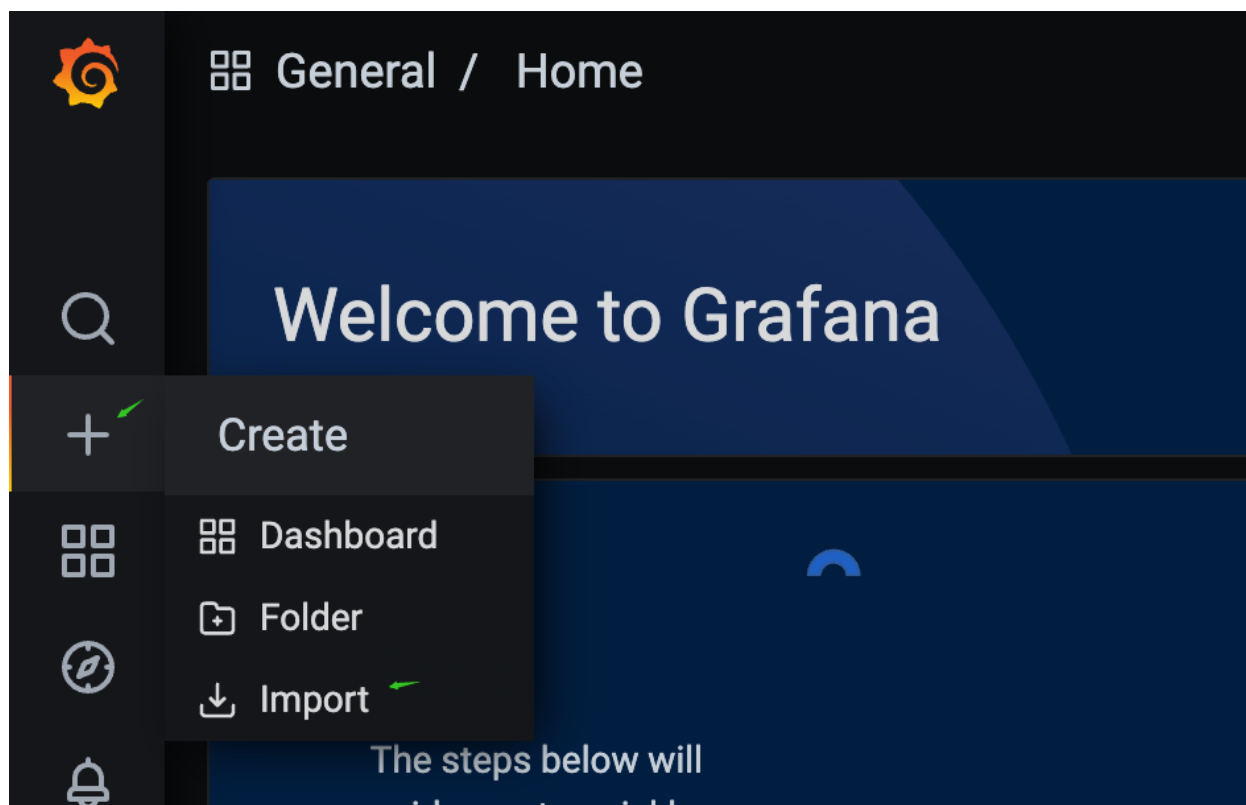 General / Home
Welcome to Grafana
Create
Dashboard
Folder
Import
The steps below will